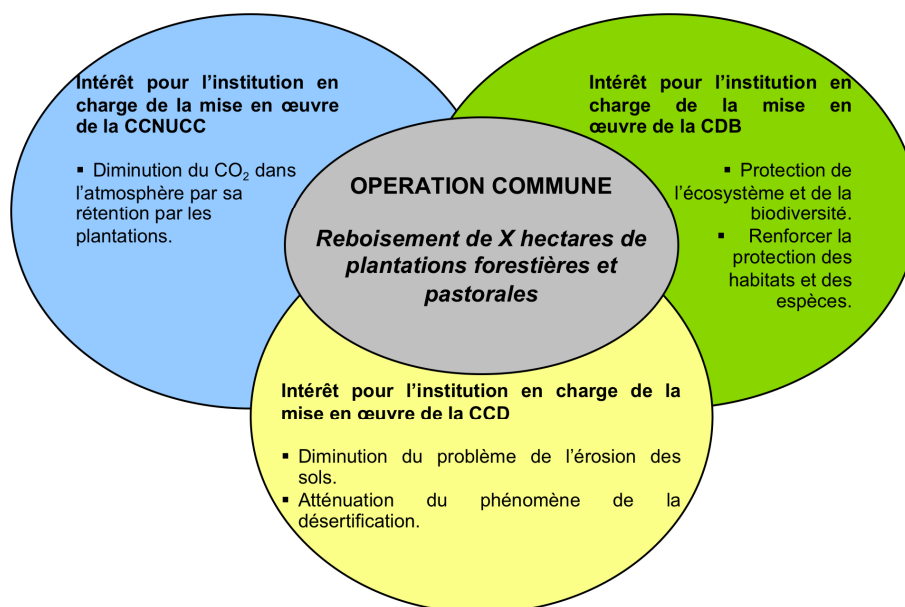 Intérêt pour l’institution en
charge de la mise en œuvre
de la CCNUCC
▪ Diminution du CO₂ dans
l’atmosphère par sa
rétention par les
plantations.
Intérêt pour l’institution en
charge de la mise en
œuvre de la CDB
▪ Protection de
l’écosystème et de la
biodiversité.
▪ Renforcer la
protection des
habitats et des
espèces.
OPERATION COMMUNE
Reboisement de X hectares de
plantations forestières et
pastorales
Intérêt pour l’institution en charge de la
mise en œuvre de la CCD
▪ Diminution du problème de l’érosion des
sols.
▪ Atténuation du phénomène de la
désertification.